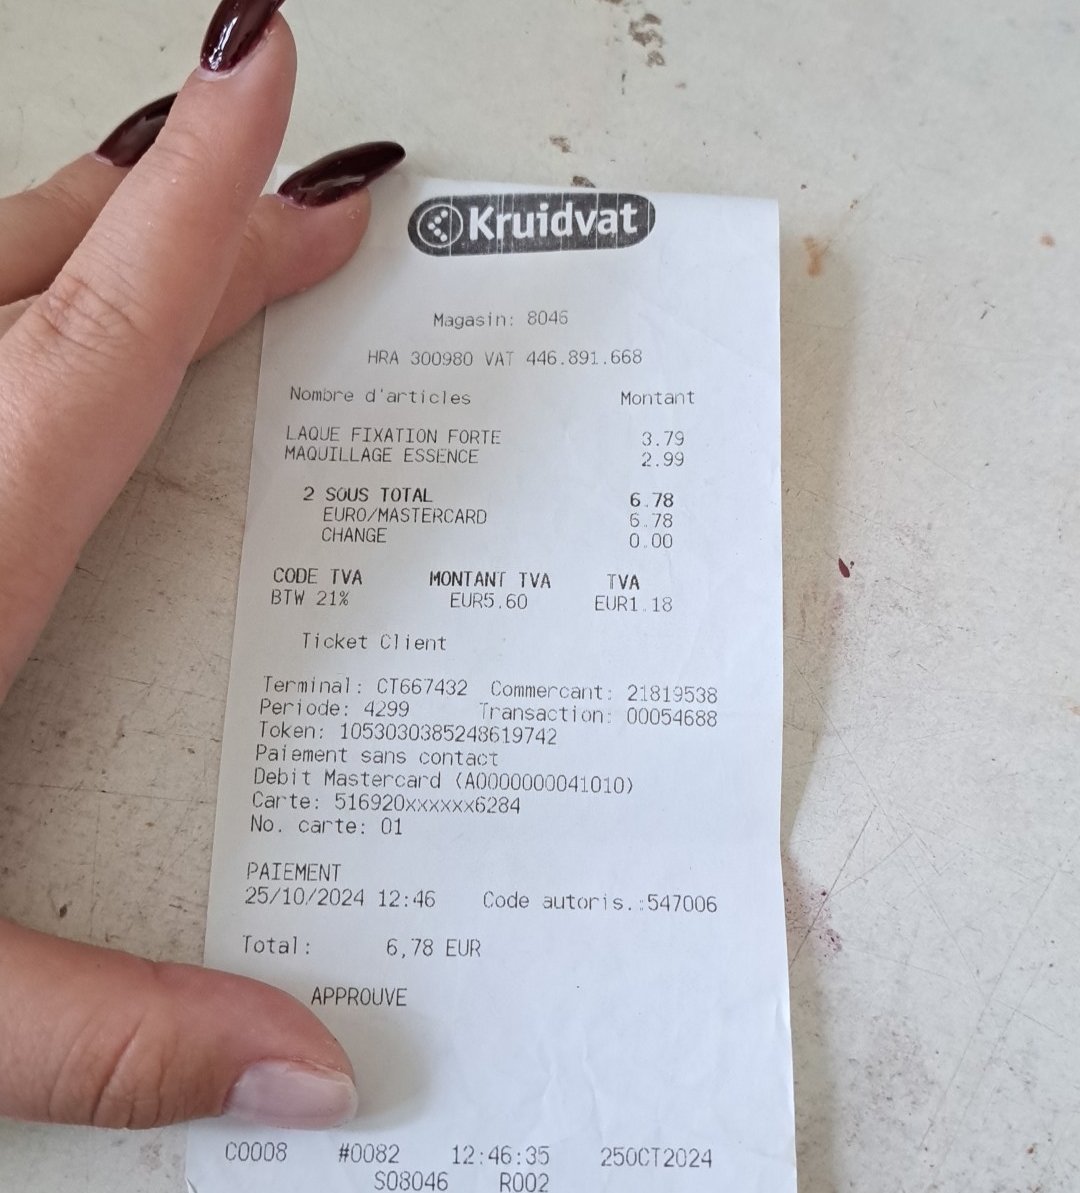 Kruidvat
Magasin: 8046
HRA 300980 VAT 446.891.668
Nombre d'articles Montant
LAQUE FIXATION FORTE 3.79
MAQUILLAGE ESSENCE 2.99
2 SOUS TOTAL 6.78
EURO/MASTERCARD 6.78
CHANGE 0.00
CODE TVA MONTANT TVA TVA
BTW 21% EUR5.60 EUR1.18
Ticket Client
Terminal: CT667432 Commercant: 21819538
Periode: 4299 Transaction: 00054688
Token: 1053030385248619742
Paiement sans contact
Debit Mastercard (A0000000041010)
Carte: 516920xxxxxx6284
No. carte: 01
PAIEMENT
25/10/2024 12:46 Code autoris.:547006
Total: 6,78 EUR
APPROUVE
C0008 #0082 12:46:35 25OCT2024
S08046 R002